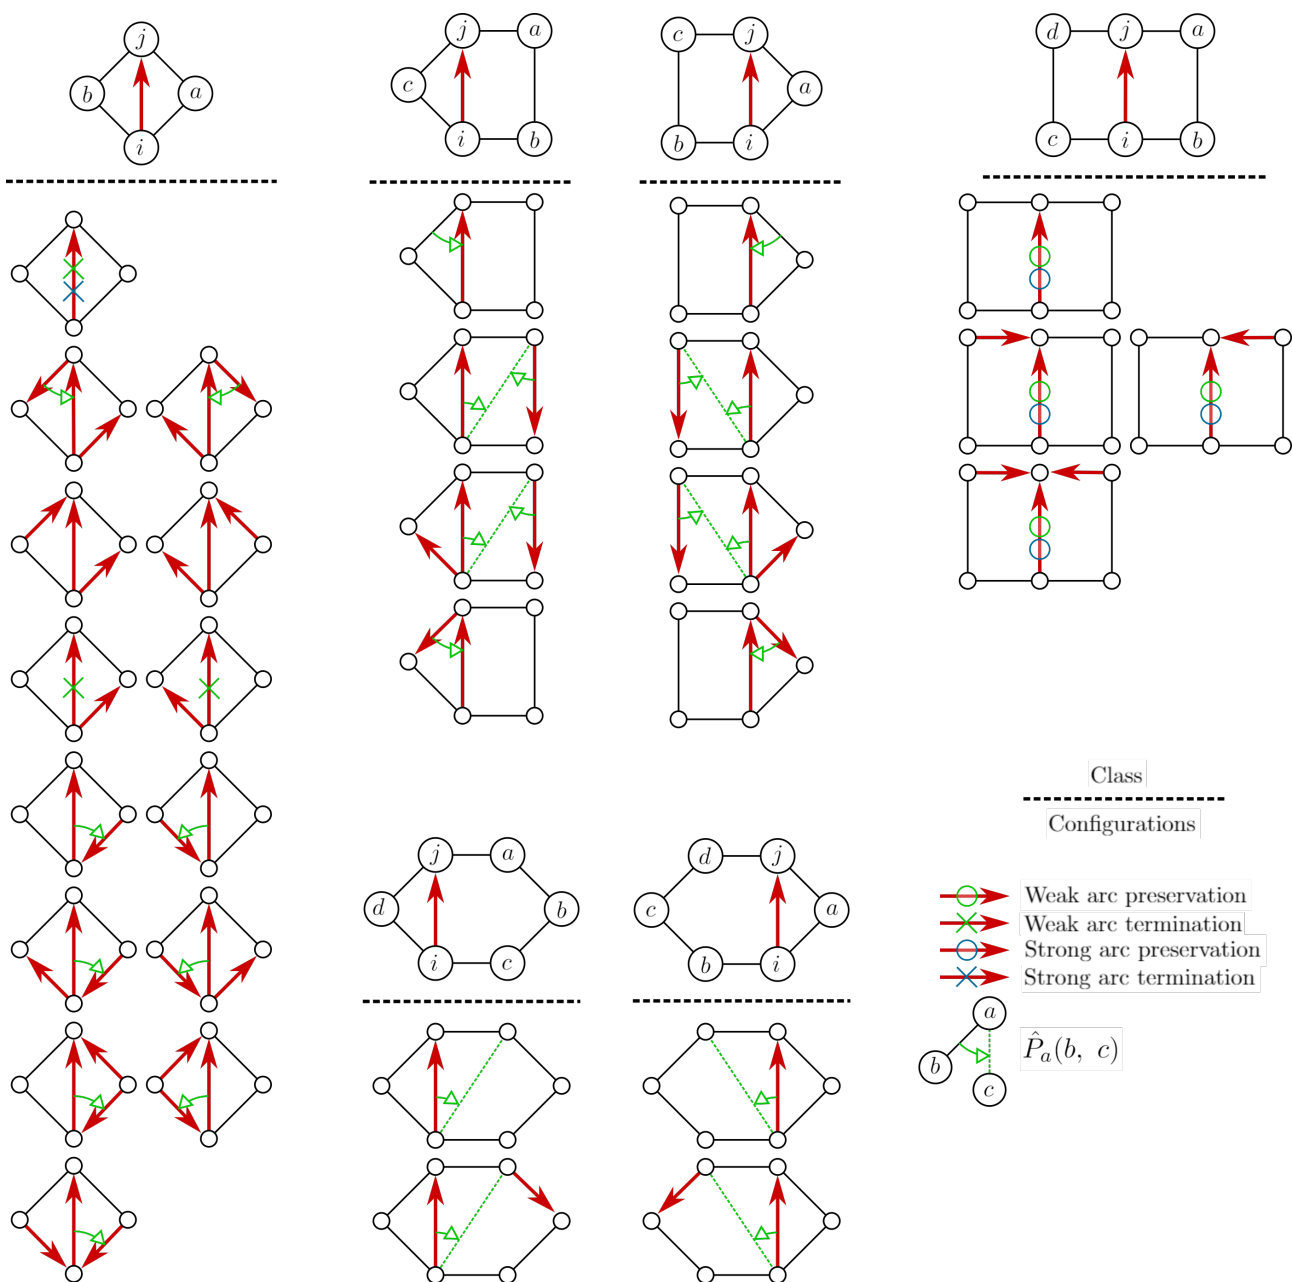 j
b
a
i
j
a
c
i
b
c
j
a
b
i
d
j
a
c
i
b
Class
Configurations
j
a
d
b
i
c
d
j
c
a
b
i
Weak arc preservation
Weak arc termination
Strong arc preservation
Strong arc termination
a
b
c
P̂ₐ(b, c)